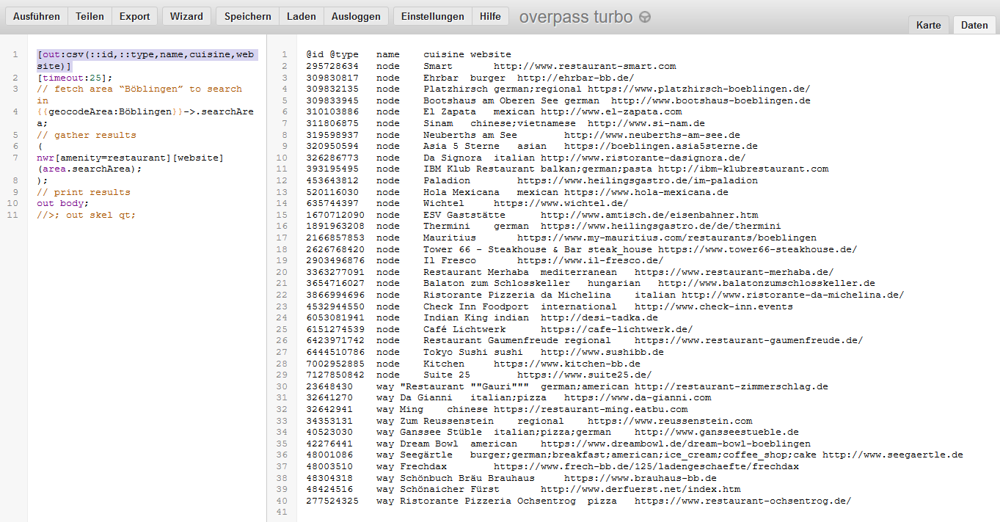 Ausführen Teilen Export Wizard Speichern Laden Ausloggen Einstellungen Hilfe overpass turbo Karte Daten
1 [out:csv(::id,::type,name,cuisine,web
site)]
2 [timeout:25];
3 // fetch area “Böblingen” to search
in
4 {{geocodeArea:Böblingen}}->.searchAre
a;
5 // gather results
6 (
7 nwr[amenity=restaurant][website]
(area.searchArea);
8 );
9 // print results
10 out body;
11 //>; out skel qt;
1 @id @type name cuisine website
2 295728634 node Smart http://www.restaurant-smart.com
3 309830817 node Ehrbar burger http://ehrbar-bb.de/
4 309832135 node Platzhirsch german;regional https://www.platzhirsch-boeblingen.de/
5 309833945 node Bootshaus am Oberen See german http://www.bootshaus-boeblingen.de
6 310103886 node El Zapata mexican http://www.el-zapata.com
7 311806875 node Sinam chinese;vietnamese http://www.si-nam.de
8 319598937 node Neuberths am See http://www.neuberths-am-see.de
9 320950594 node Asia 5 Sterne asian https://boeblingen.asia5sterne.de
10 326286773 node Da Signora italian http://www.ristorante-dasignora.de/
11 393195495 node IBM Klub Restaurant balkan;german;pasta http://ibm-klubrestaurant.com
12 453643812 node Paladion https://www.heilingsgastro.de/im-paladion
13 520116030 node Hola Mexicana mexican https://www.hola-mexicana.de
14 635744397 node Wichtel https://www.wichtel.de/
15 1670712090 node ESV Gaststätte http://www.amtisch.de/eisenbahner.htm
16 1891963208 node Thermini german https://www.heilingsgastro.de/de/thermini
17 2166857853 node Mauritius https://www.my-mauritius.com/restaurants/boeblingen
18 2626768420 node Tower 66 - Steakhouse & Bar steak_house https://www.tower66-steakhouse.de/
19 2903496876 node Il Fresco https://www.il-fresco.de/
20 3363277091 node Restaurant Merhaba mediterranean https://www.restaurant-merhaba.de/
21 3654716027 node Balaton zum Schlosskeller hungarian http://www.balatonzumschlosskeller.de
22 3866994696 node Ristorante Pizzeria da Michelina italian http://www.ristorante-da-michelina.de/
23 4532944550 node Check Inn Foodport international http://www.check-inn.events
24 6053081941 node Indian King indian http://desi-tadka.de
25 6151274539 node Café Lichtwerk https://cafe-lichtwerk.de/
26 6423971742 node Restaurant Gaumenfreude regional https://www.restaurant-gaumenfreude.de/
27 6444510786 node Tokyo Sushi sushi http://www.sushibb.de
28 7002952885 node Kitchen https://www.kitchen-bb.de
29 7127850842 node Suite 25 https://www.suite25.de/
30 23648430 way "Restaurant ""Gauri""" german;american http://restaurant-zimmerschlag.de
31 32641270 way Da Gianni italian;pizza https://www.da-gianni.com
32 32642941 way Ming chinese https://restaurant-ming.eatbu.com
33 34353131 way Zum Reussenstein regional https://www.reussenstein.com
34 40523030 way Ganssee Stüble italian;pizza;german http://www.gansseestueble.de
35 42276441 way Dream Bowl american https://www.dreambowl.de/dream-bowl-boeblingen
36 48001086 way Seegärtle burger;german;breakfast;american;ice_cream;coffee_shop;cake http://www.seegaertle.de
37 48003510 way Frechdax https://www.frech-bb.de/125/ladengeschaefte/frechdax
38 48304318 way Schönbuch Bräu Brauhaus https://www.brauhaus-bb.de
39 48424516 way Schönaicher Fürst http://www.derfuerst.net/index.htm
40 277524325 way Ristorante Pizzeria Ochsentrog pizza https://www.restaurant-ochsentrog.de/
41